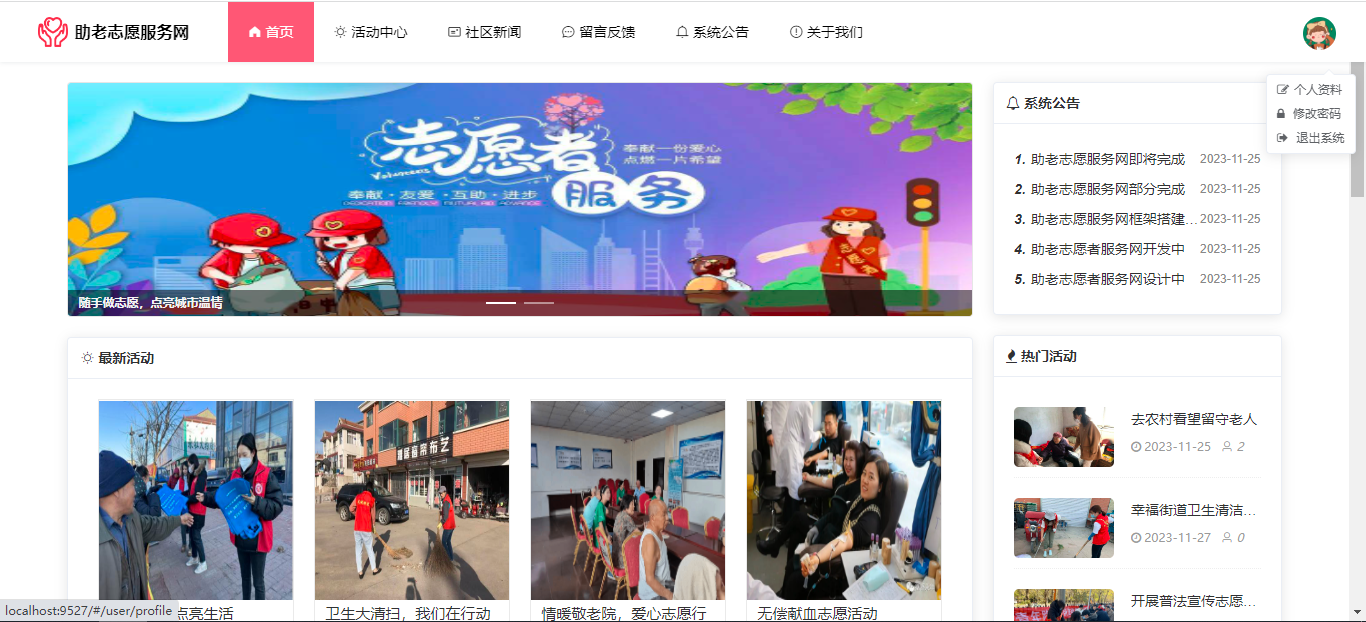 助老志愿服务网
首页
活动中心
社区新闻
留言反馈
系统公告
关于我们
个人资料
修改密码
退出系统
志愿者
Volunteers
服务
奉献一份爱心
点燃一片希望
奉献·友爱·互助·进步
DEDICATION FRIENDLY MUTUAL AID ADVANCE
随手做志愿，点亮城市温情
系统公告
1. 助老志愿服务网即将完成 2023-11-25
2. 助老志愿服务网部分完成 2023-11-25
3. 助老志愿服务网框架搭建... 2023-11-25
4. 助老志愿者服务网开发中 2023-11-25
5. 助老志愿者服务网设计中 2023-11-25
最新活动
点亮生活
卫生大清扫，我们在行动
情暖敬老院，爱心志愿行
无偿献血志愿活动
热门活动
去农村看望留守老人
2023-11-25 2
幸福街道卫生清洁...
2023-11-27 0
开展普法宣传志愿...
localhost:9527/#/user/profile